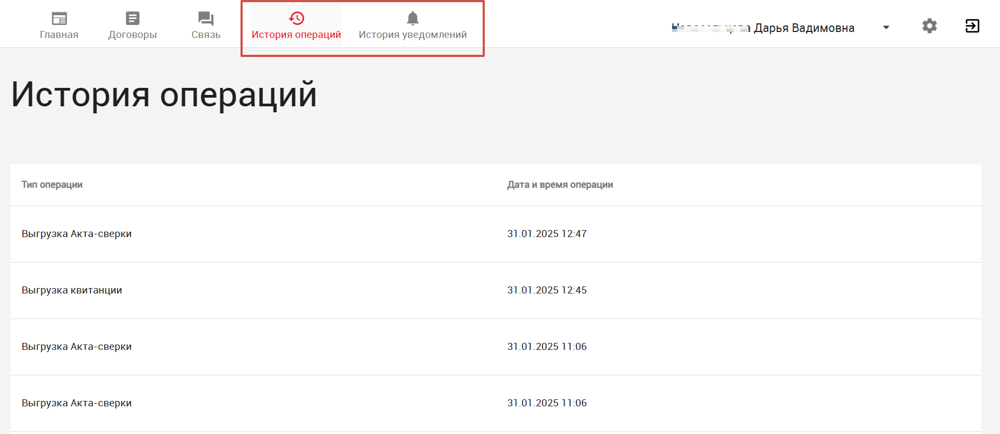 Главная
Договоры
Связь
История операций
История уведомлений
Дарья Вадимовна
История операций
Тип операции Дата и время операции
Выгрузка Акта-сверки 31.01.2025 12:47
Выгрузка квитанции 31.01.2025 12:45
Выгрузка Акта-сверки 31.01.2025 11:06
Выгрузка Акта-сверки 31.01.2025 11:06